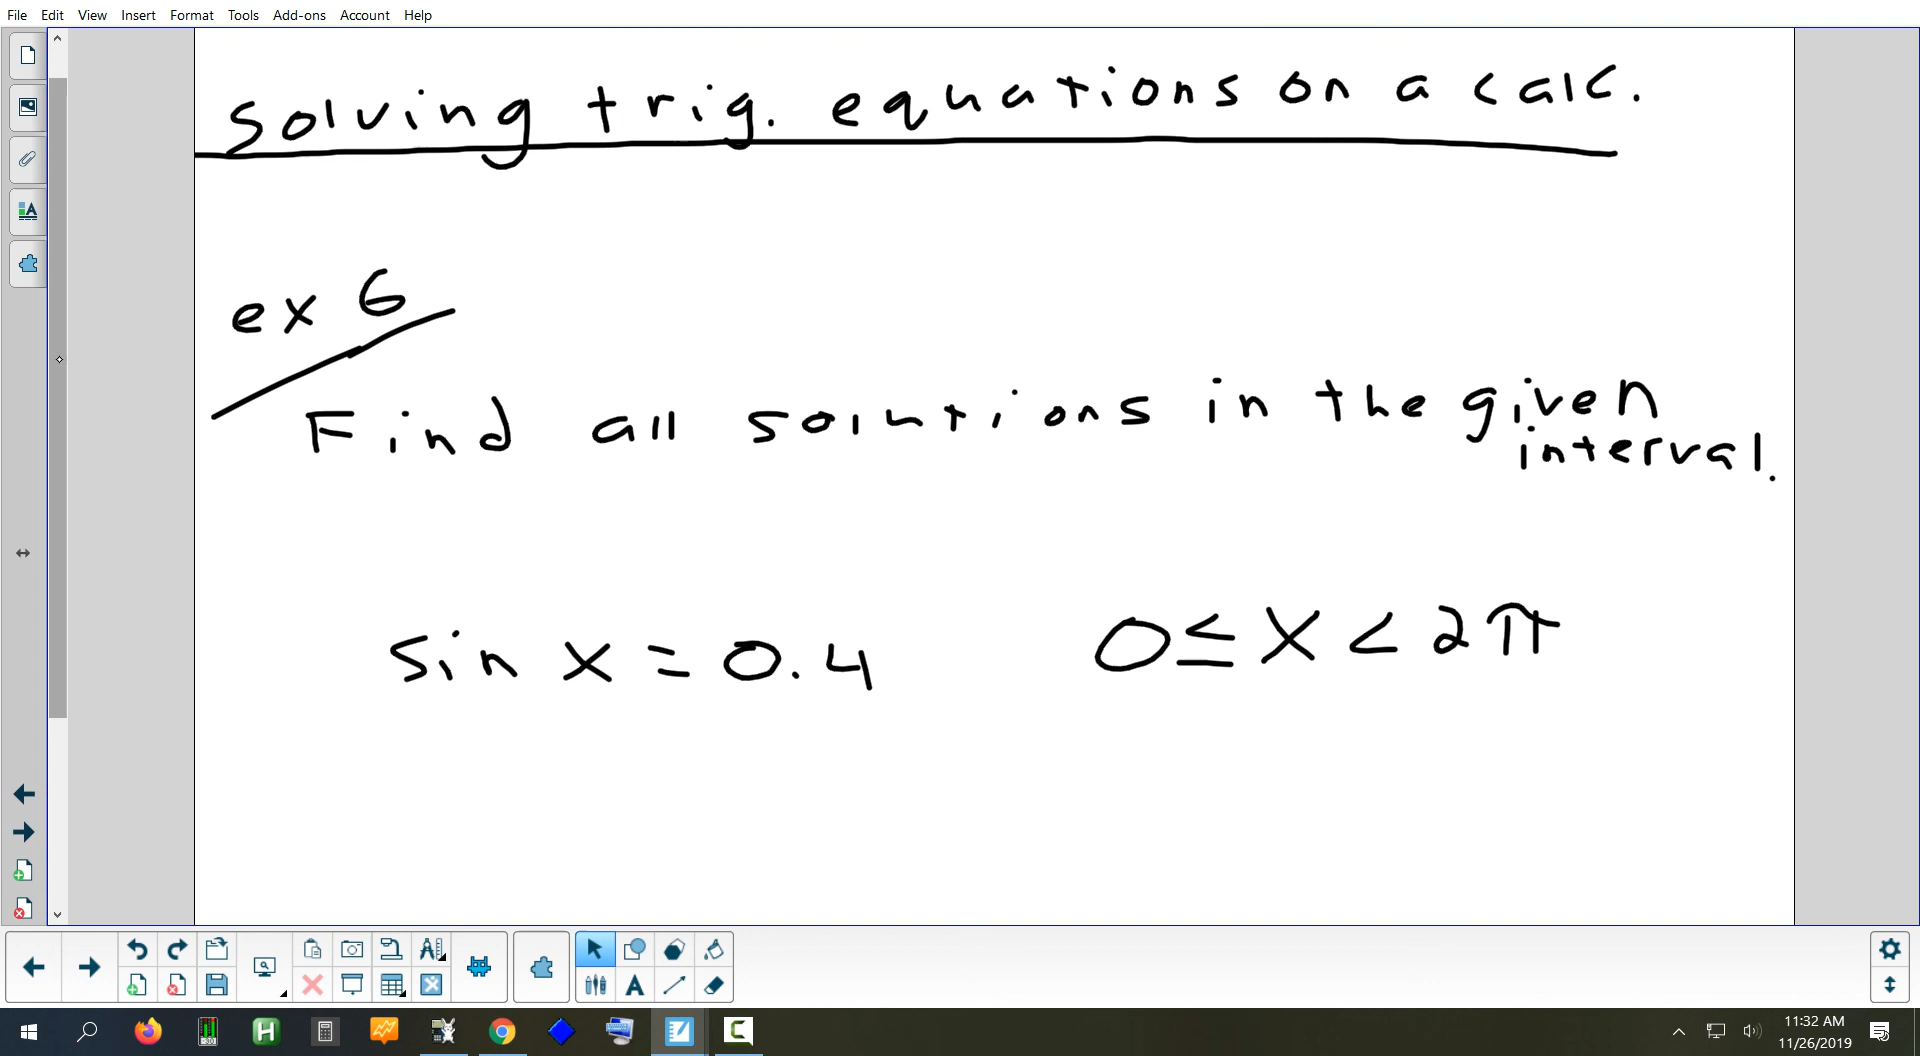 File Edit View Insert Format Tools Add-ons Account Help
solving trig. equations on a calc.
ex 6
Find all solutions in the given
interval.
sin x = 0.4 0 ≤ x < 2π
11:32 AM
11/26/2019